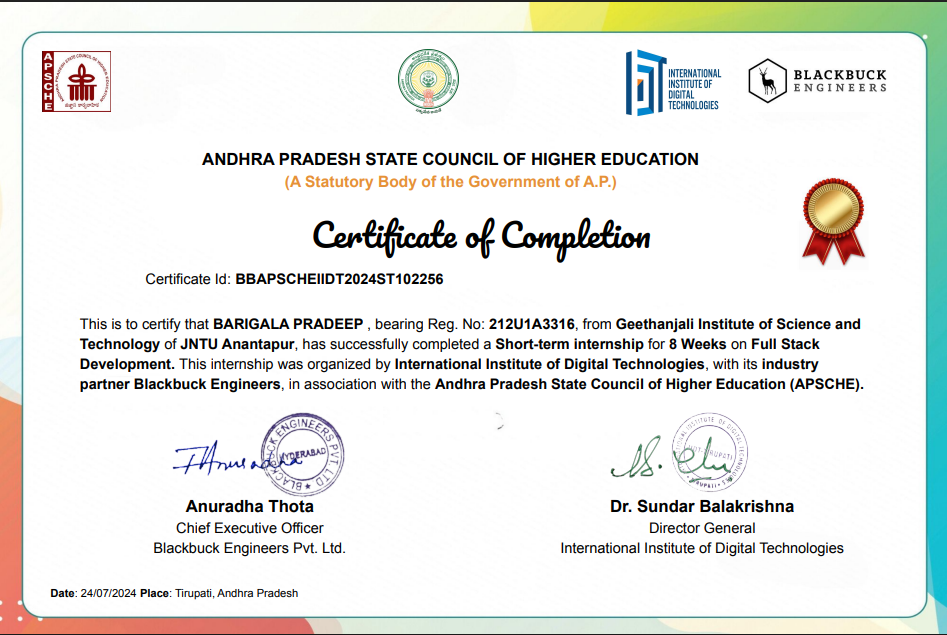 APSCHE
INTERNATIONAL
INSTITUTE OF
DIGITAL
TECHNOLOGIES
BLACKBUCK
ENGINEERS
ANDHRA PRADESH STATE COUNCIL OF HIGHER EDUCATION
(A Statutory Body of the Government of A.P.)
Certificate of Completion
Certificate Id: BBAPSCHEIIDT2024ST102256
This is to certify that BARIGALA PRADEEP , bearing Reg. No: 212U1A3316, from Geethanjali Institute of Science and
Technology of JNTU Anantapur, has successfully completed a Short-term internship for 8 Weeks on Full Stack
Development. This internship was organized by International Institute of Digital Technologies, with its industry
partner Blackbuck Engineers, in association with the Andhra Pradesh State Council of Higher Education (APSCHE).
BLACKBUCK ENGINEERS PVT. LTD.
HYDERABAD
Anuradha Thota
Chief Executive Officer
Blackbuck Engineers Pvt. Ltd.
Dr. Sundar Balakrishna
Director General
International Institute of Digital Technologies
Date: 24/07/2024 Place: Tirupati, Andhra Pradesh